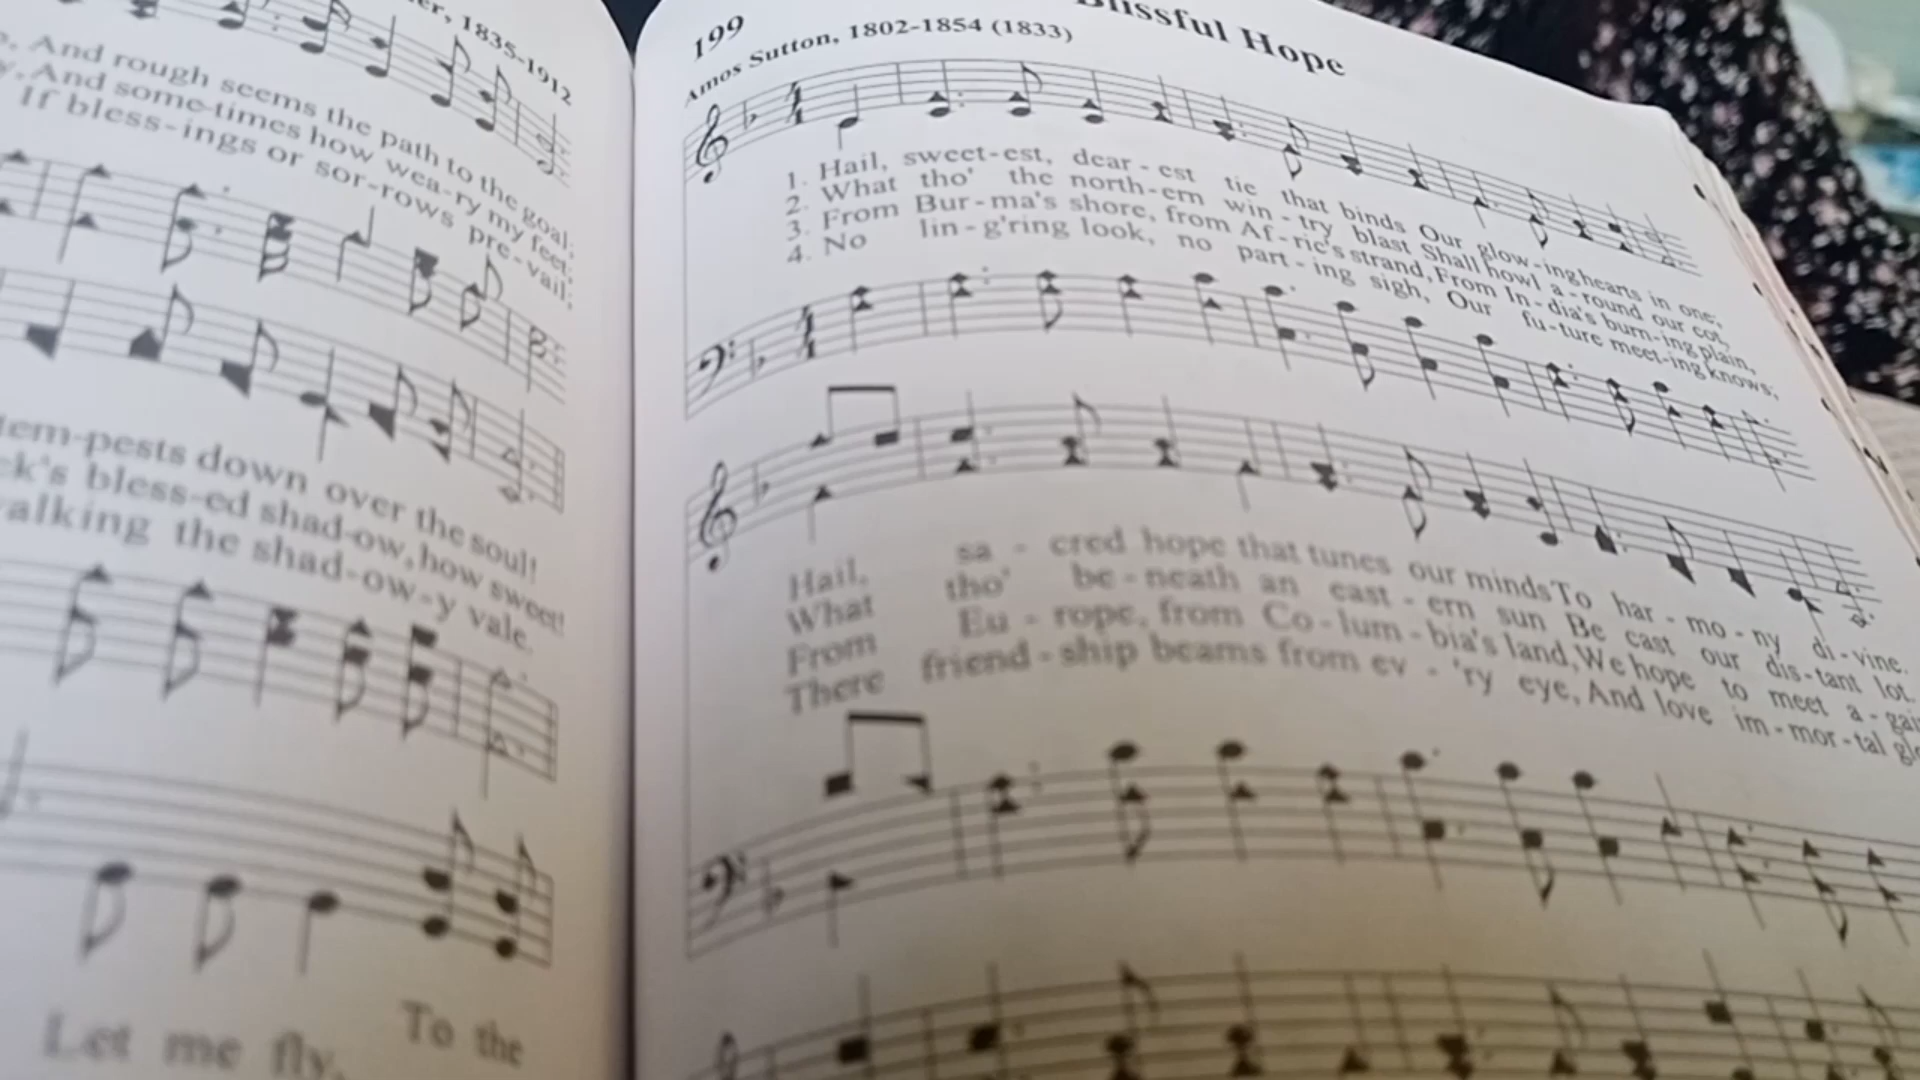 er, 1835-1912
And rough seems the path to the goal;
And some-times how wea-ry my feet;
If bless-ings or sor-rows pre-vail;
tem-pests down over the soul!
ck's bless-ed shad-ow, how sweet!
alking the shad-ow-y vale.
Let me fly, To the
199
Blissful Hope
Amos Sutton, 1802-1854 (1833)
1. Hail, sweet-est, dear-est tie that binds Our glow-ing hearts in one;
2. What tho' the north-ern win-try blast Shall howl a-round our cot,
3. From Bur-ma's shore, from Af-ric's strand, From In-dia's burn-ing plain,
4. No lin-g'ring look, no part-ing sigh, Our fu-ture meet-ing knows;
Hail, sa-cred hope that tunes our minds To har-mo-ny di-vine.
What tho' be-neath an east-ern sun Be cast our dis-tant lot.
From Eu-rope, from Co-lum-bia's land, We hope to meet a-gai
There friend-ship beams from ev-'ry eye, And love im-mor-tal gl